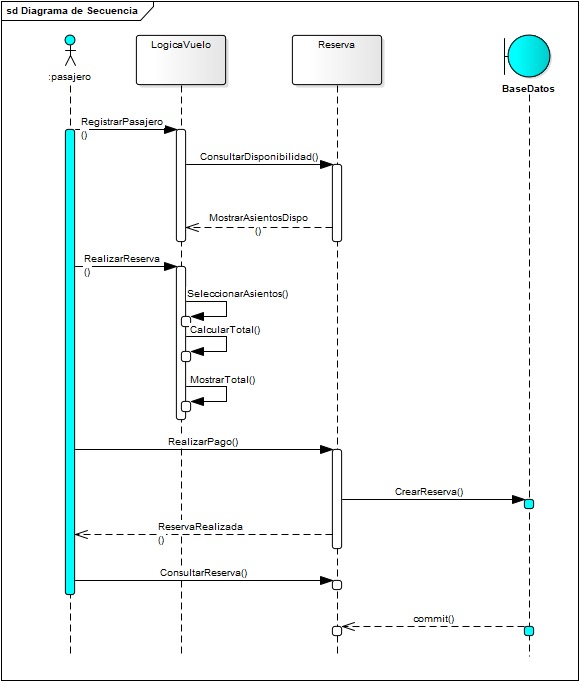 sd Diagrama de Secuencia
LogicaVuelo
Reserva
:pasajero
BaseDatos
RegistrarPasajero
()
ConsultarDisponibilidad()
MostrarAsientosDispo
()
RealizarReserva
()
SeleccionarAsientos()
CalcularTotal()
MostrarTotal()
RealizarPago()
CrearReserva()
ReservaRealizada
()
ConsultarReserva()
commit()